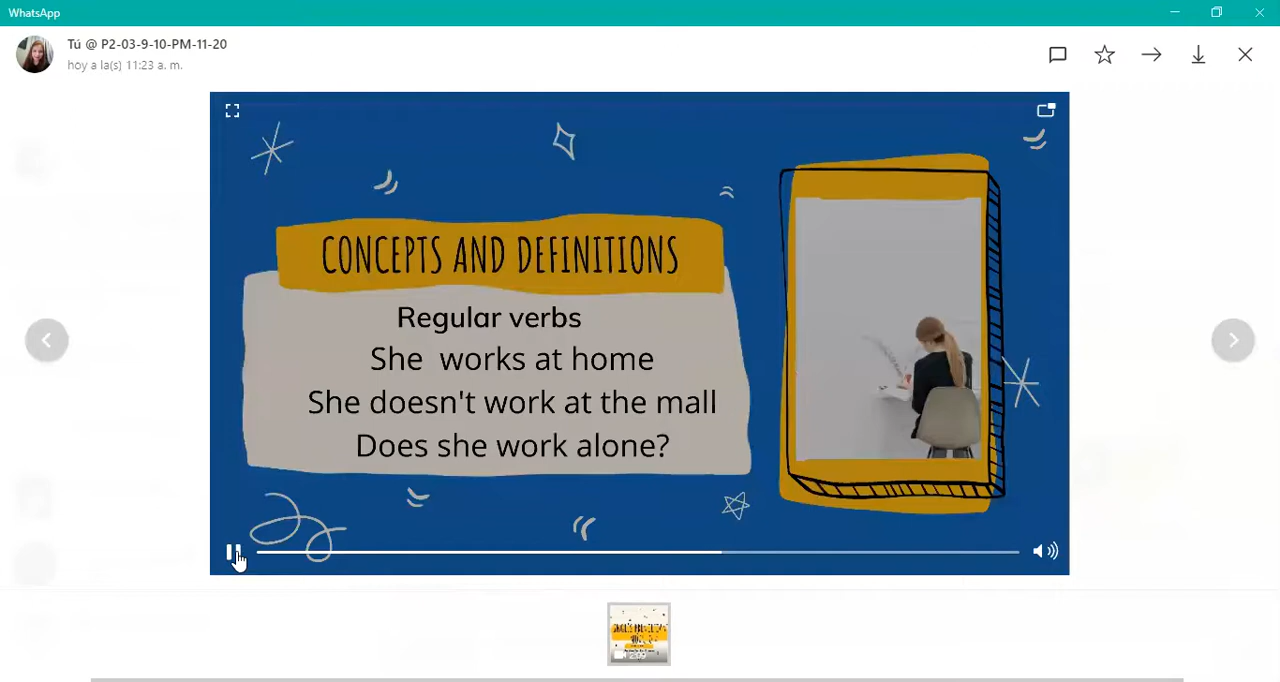 WhatsApp
Tú @ P2-03-9-10-PM-11-20
hoy a la(s) 11:23 a. m.
CONCEPTS AND DEFINITIONS
Regular verbs
She works at home
She doesn't work at the mall
Does she work alone?